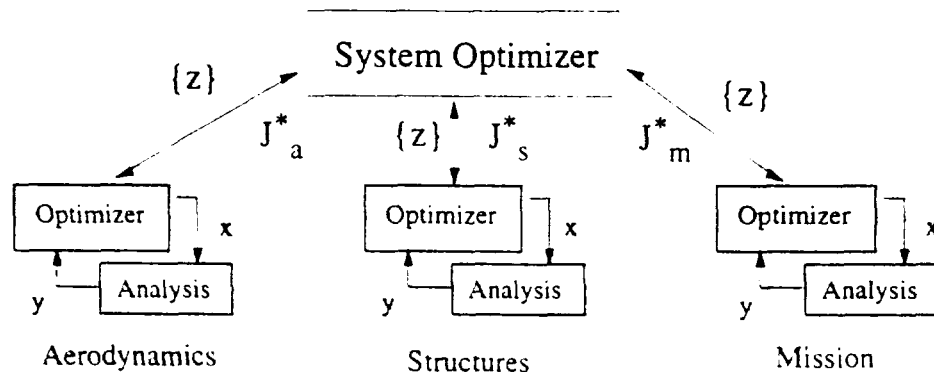 System Optimizer
{z}
J*a
{z}
J*s
J*m
{z}
Optimizer
x
y
Analysis
Aerodynamics
Optimizer
x
y
Analysis
Structures
Optimizer
x
y
Analysis
Mission